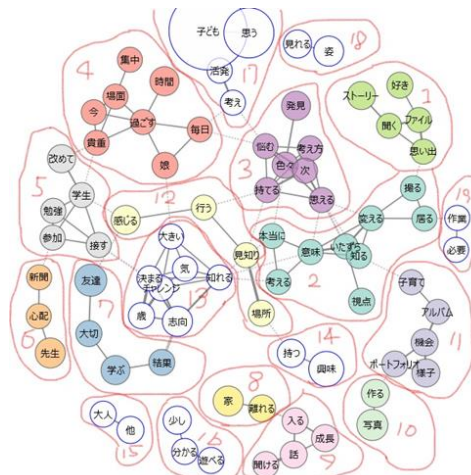 子ども
思う
活発
考え
17
見れる
姿
18
集中
時間
場面
今
過ごす
毎日
貴重
娘
4
発見
悩む
考え方
色々
次
持てる
思える
3
好き
ストーリー
ファイル
聞く
思い出
1
改めて
学生
勉強
参加
接す
5
感じる
行う
見知り
場所
12
撮る
変える
居る
本当に
意味
いたずら
知る
考える
視点
2
作業
必要
19
大きい
気
決まる
知れる
チャレンジ
歳
志向
13
新聞
心配
先生
6
友達
大切
学ぶ
結果
7
子育て
アルバム
機会
ポートフォリオ
様子
11
持つ
興味
14
家
離れる
8
作る
写真
10
大人
他
15
少し
分かる
遊べる
16
入る
成長
話
聞ける
9